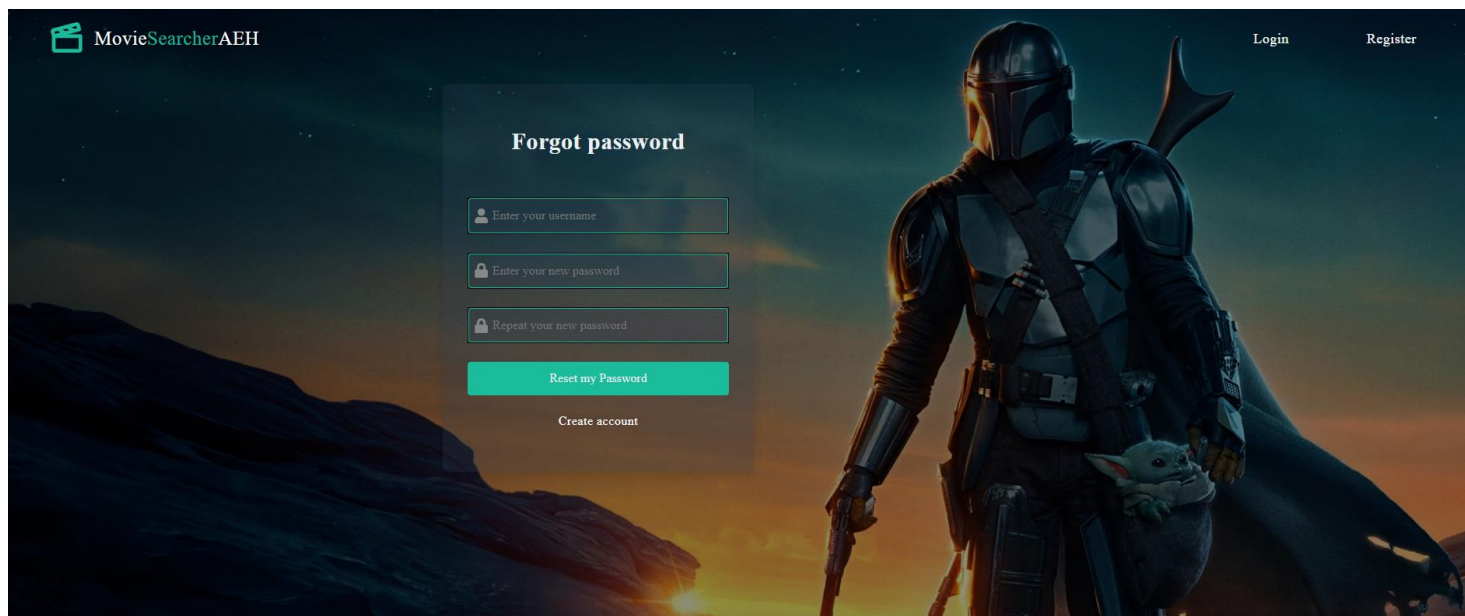 MovieSearcherAEH
Login
Register
Forgot password
Enter your username
Enter your new password
Repeat your new password
Reset my Password
Create account